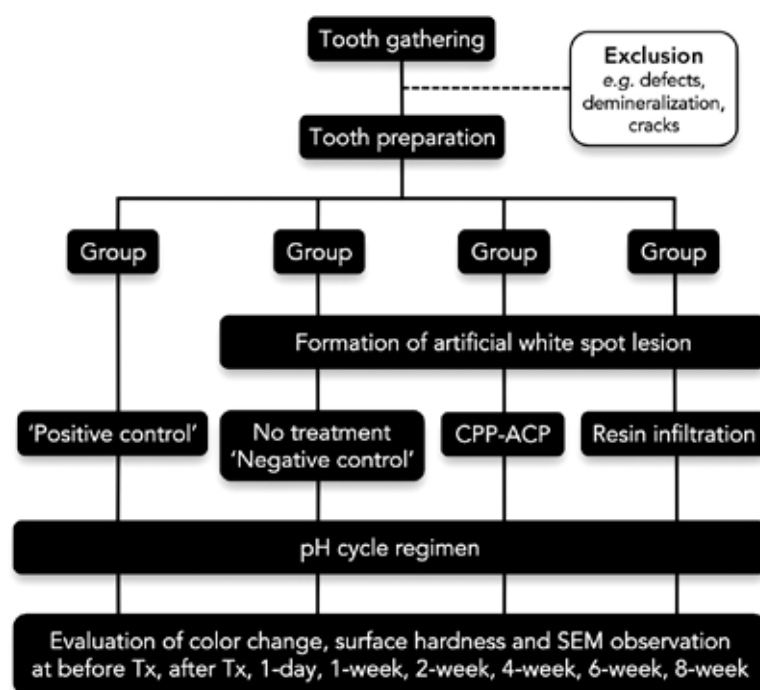 Tooth gathering
Exclusion
e.g. defects,
demineralization,
cracks
Tooth preparation
Group
Group
Group
Group
Formation of artificial white spot lesion
'Positive control'
No treatment
'Negative control'
CPP-ACP
Resin infiltration
pH cycle regimen
Evaluation of color change, surface hardness and SEM observation
at before Tx, after Tx, 1-day, 1-week, 2-week, 4-week, 6-week, 8-week